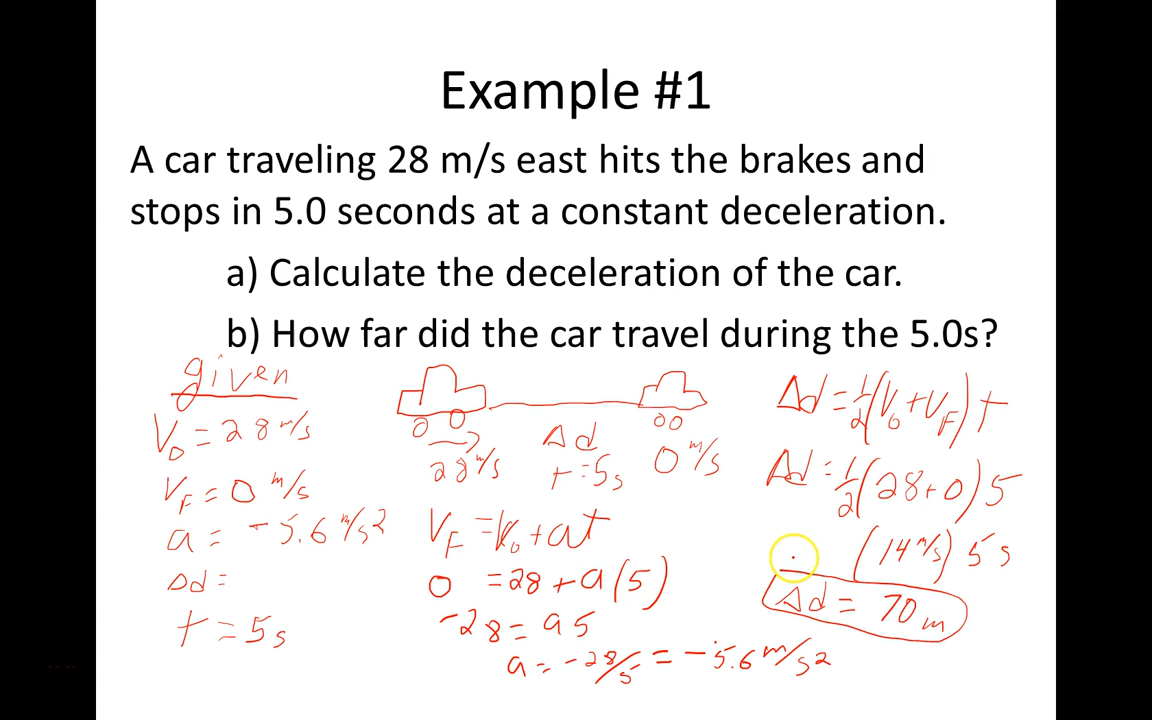 Example #1
A car traveling 28 m/s east hits the brakes and
stops in 5.0 seconds at a constant deceleration.
a) Calculate the deceleration of the car.
b) How far did the car travel during the 5.0s?
given
V₀ = 28 m/s
V_F = 0 m/s
a = -5.6 m/s2
Δd =
t = 5s
28 m/s
Δd
t = 5s
0 m/s
V_F = V₀ + at
0 = 28 + a(5)
-28 = a5
a = -28/5 = -5.6 m/s2
Δd = 1/2(V₀ + V_F)t
Δd = 1/2(28+0)5
(14 m/s) 5s
Δd = 70m